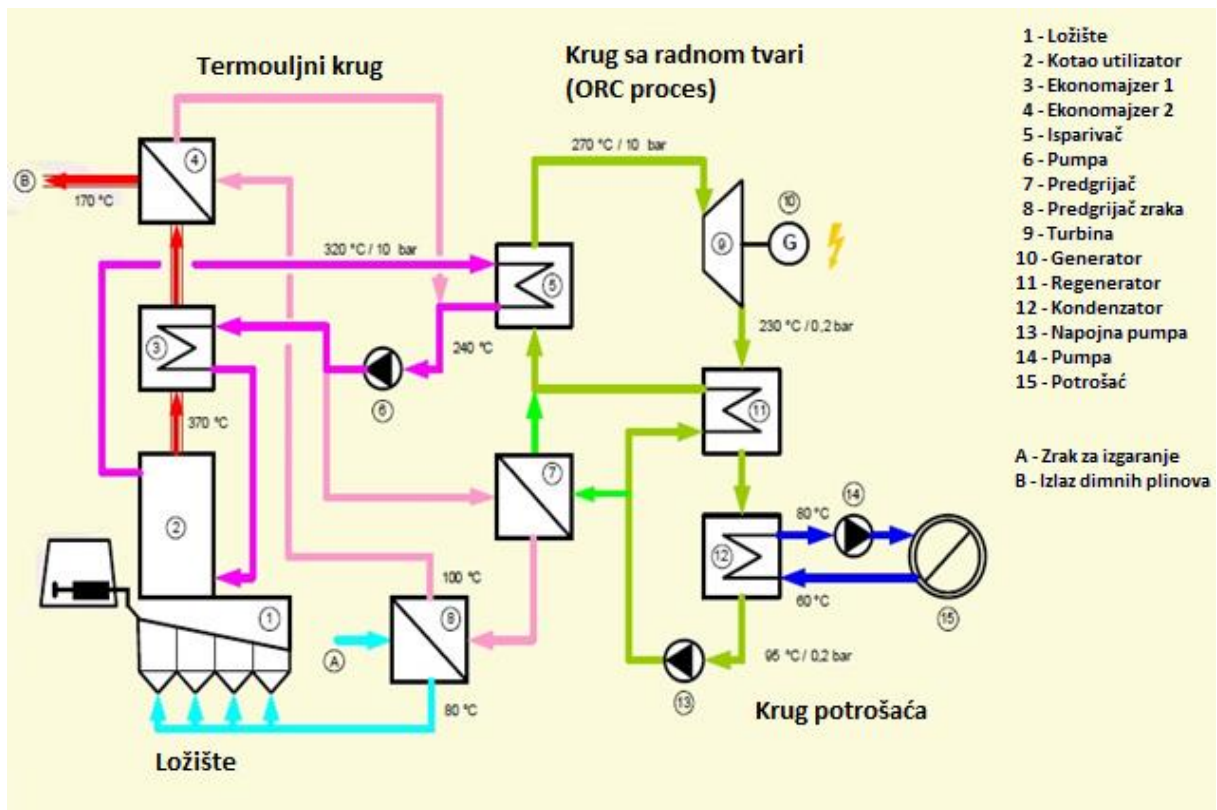 Termouljni krug
Krug sa radnom tvari
(ORC proces)
1 - Ložište
2 - Kotao utilizator
3 - Ekonomajzer 1
4 - Ekonomajzer 2
5 - Isparivač
6 - Pumpa
7 - Predgrijač
8 - Predgrijač zraka
9 - Turbina
10 - Generator
11 - Regenerator
12 - Kondenzator
13 - Napojna pumpa
14 - Pumpa
15 - Potrošać
A - Zrak za izgaranje
B - Izlaz dimnih plinova
270 °C / 10 bar
4
B
170 °C
10
9
G
320 °C / 10 bar
5
230 °C / 0,2 bar
240 °C
3
6
11
370 °C
7
14
80 °C
2
12
100 °C
60 °C
15
1
8
A
95 °C / 0,2 bar
13
80 °C
Krug potrošaća
Ložište